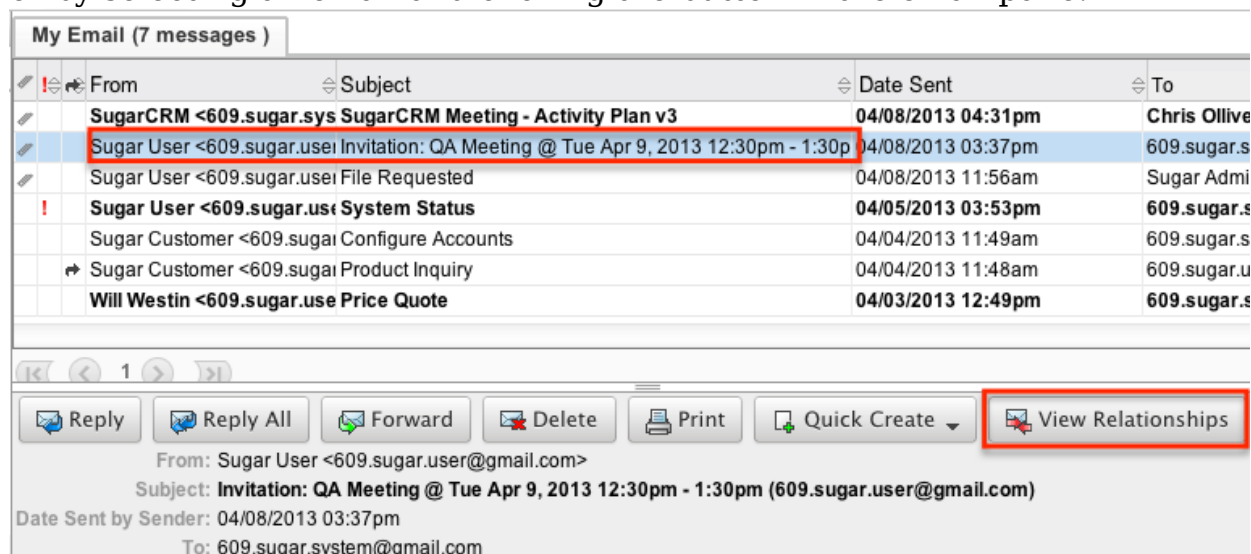 My Email (7 messages )
! From Subject Date Sent To
SugarCRM <609.sugar.sys SugarCRM Meeting - Activity Plan v3 04/08/2013 04:31pm Chris Ollive
Sugar User <609.sugar.user Invitation: QA Meeting @ Tue Apr 9, 2013 12:30pm - 1:30p 04/08/2013 03:37pm 609.sugar.s
Sugar User <609.sugar.user File Requested 04/08/2013 11:56am Sugar Admi
! Sugar User <609.sugar.use System Status 04/05/2013 03:53pm 609.sugar.s
Sugar Customer <609.sugar Configure Accounts 04/04/2013 11:49am 609.sugar.s
Sugar Customer <609.sugar Product Inquiry 04/04/2013 11:48am 609.sugar.u
Will Westin <609.sugar.use Price Quote 04/03/2013 12:49pm 609.sugar.s
1
Reply Reply All Forward Delete Print Quick Create View Relationships
From: Sugar User <609.sugar.user@gmail.com>
Subject: Invitation: QA Meeting @ Tue Apr 9, 2013 12:30pm - 1:30pm (609.sugar.user@gmail.com)
Date Sent by Sender: 04/08/2013 03:37pm
To: 609.sugar.system@gmail.com